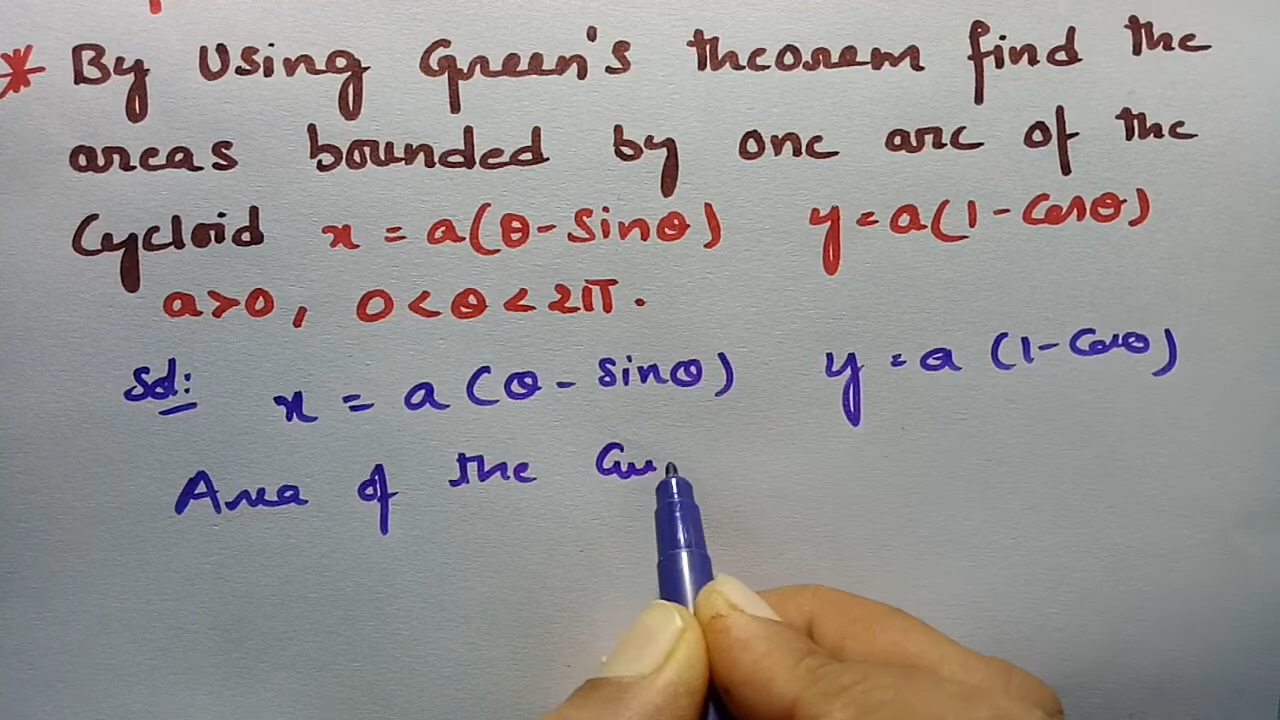 * By Using Green's theorem find the
areas bounded by one arc of the
Cycloid x = a(θ-Sinθ) y=a(1-Cosθ)
a>0, 0<θ<2π.
Sol: x = a(θ-Sinθ) y=a(1-Cosθ)
Area of the Cu